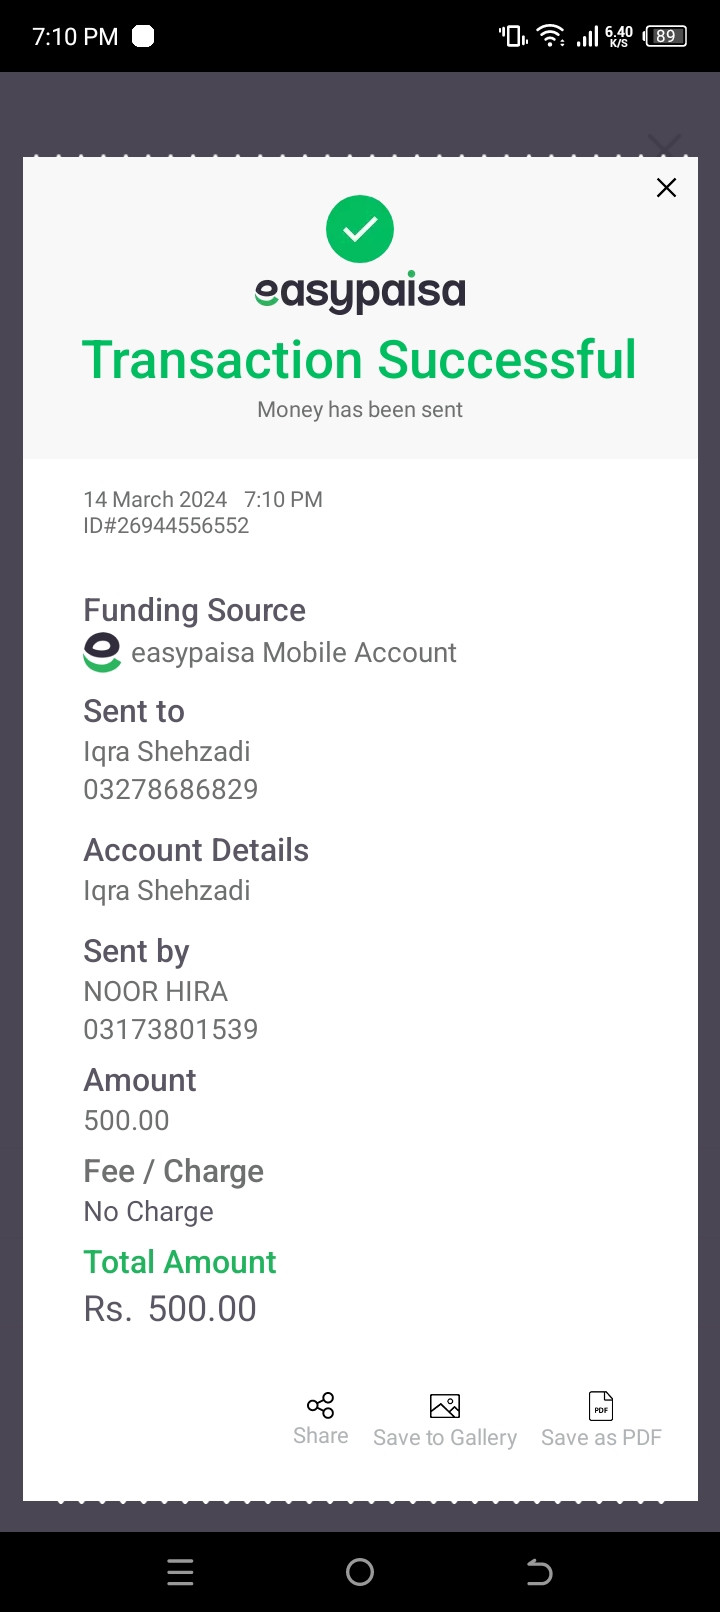 7:10 PM
6.40
K/S
89
easypaisa
Transaction Successful
Money has been sent
14 March 2024 7:10 PM
ID#26944556552
Funding Source
easypaisa Mobile Account
Sent to
Iqra Shehzadi
03278686829
Account Details
Iqra Shehzadi
Sent by
NOOR HIRA
03173801539
Amount
500.00
Fee / Charge
No Charge
Total Amount
Rs. 500.00
PDF
Share Save to Gallery Save as PDF